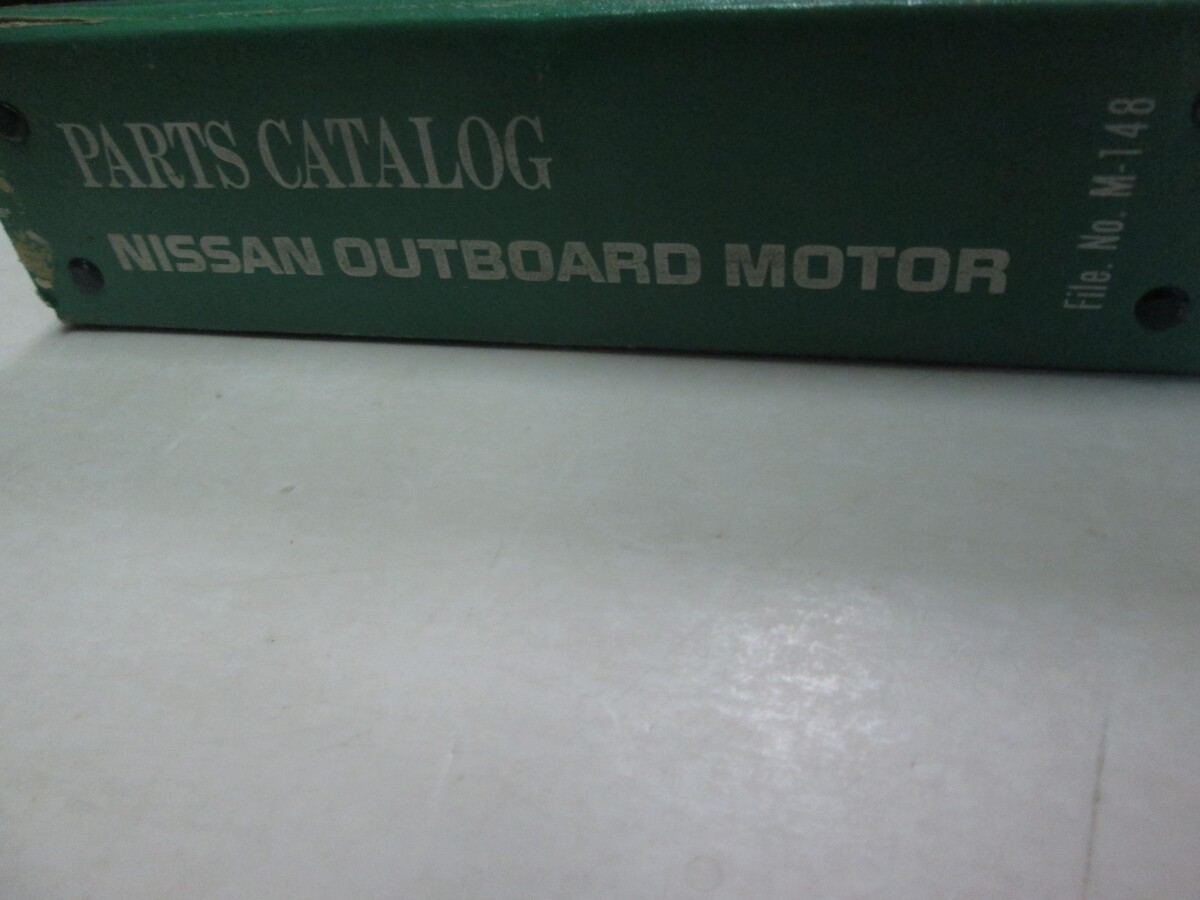 PARTS CATALOG
NISSAN OUTBOARD MOTOR
File. No. M-148